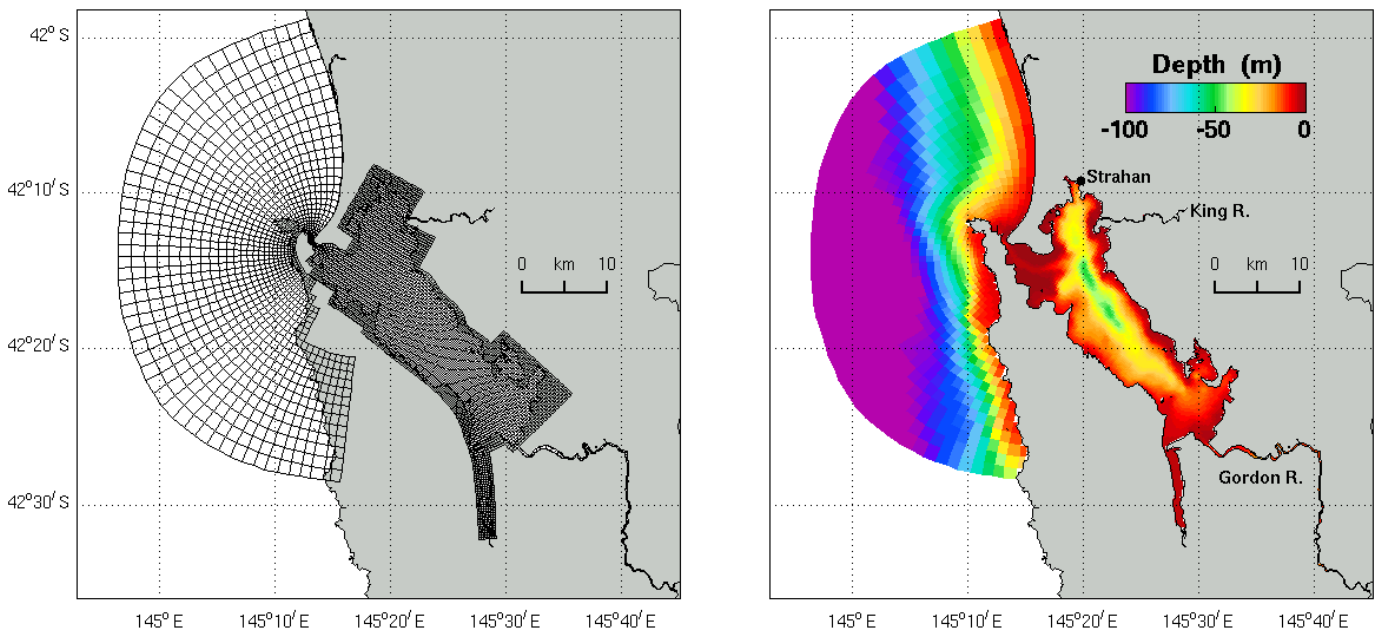 42° S
42°10′ S
42°20′ S
42°30′ S
0 km 10
145° E
145°10′ E
145°20′ E
145°30′ E
145°40′ E
Depth (m)
-100 -50 0
Strahan
King R.
0 km 10
Gordon R.
145° E
145°10′ E
145°20′ E
145°30′ E
145°40′ E